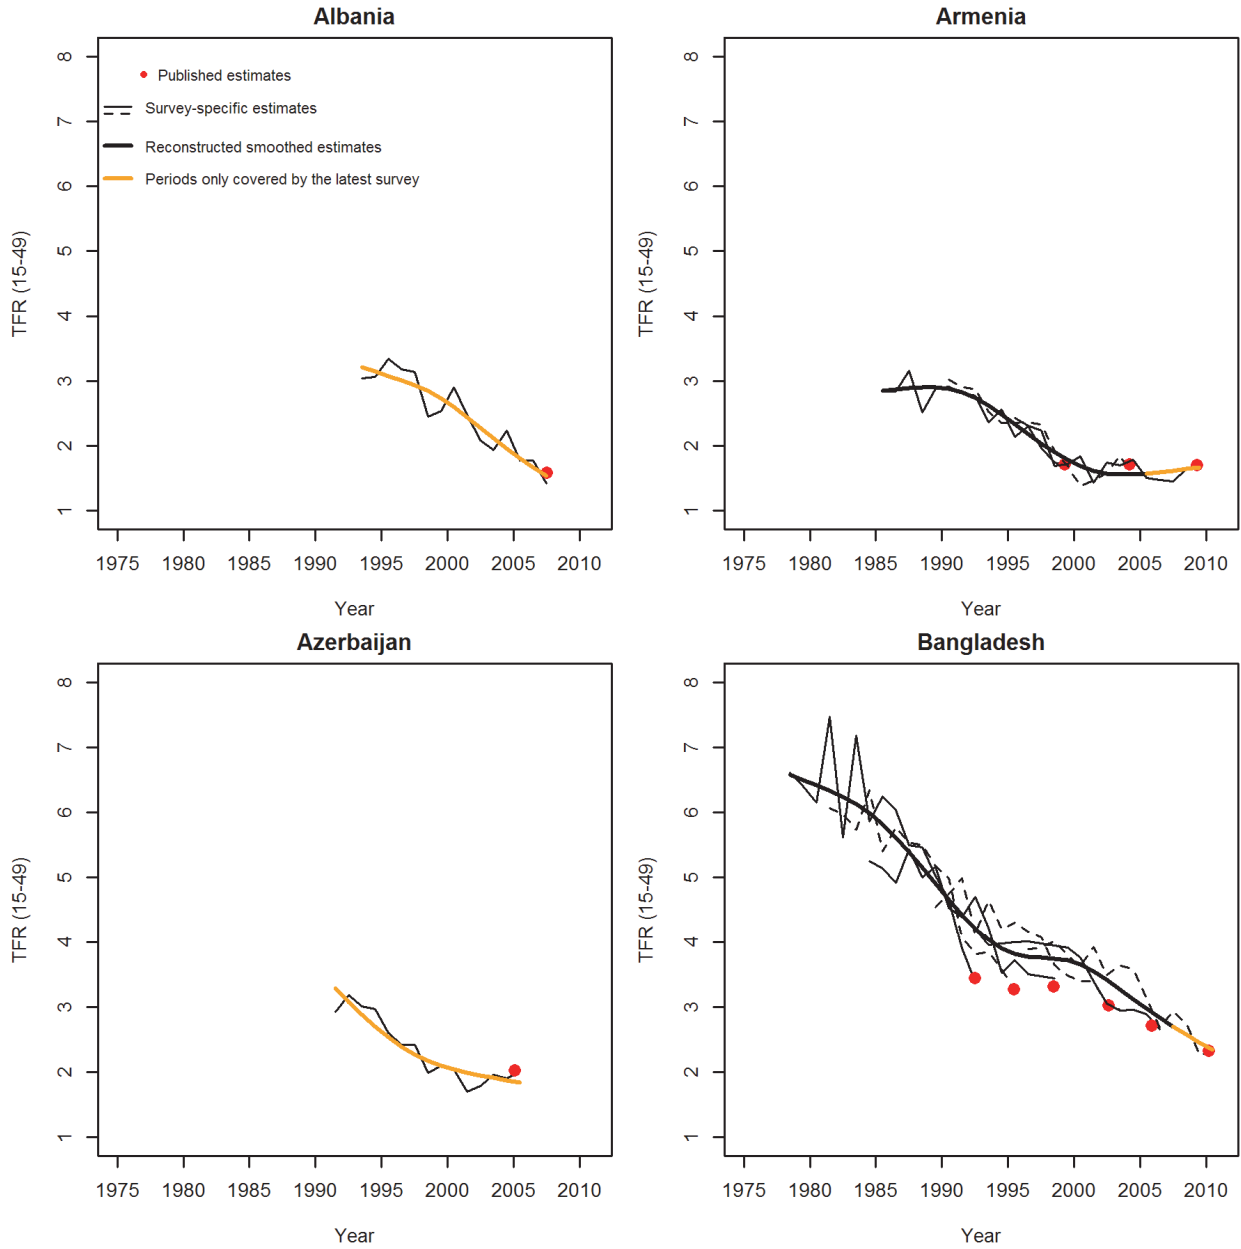 Albania
8
7
6
5
4
3
2
1
TFR (15-49)
Published estimates
Survey-specific estimates
Reconstructed smoothed estimates
Periods only covered by the latest survey
1975 1980 1985 1990 1995 2000 2005 2010
Year
Armenia
8
7
6
5
4
3
2
1
TFR (15-49)
1975 1980 1985 1990 1995 2000 2005 2010
Year
Azerbaijan
8
7
6
5
4
3
2
1
TFR (15-49)
1975 1980 1985 1990 1995 2000 2005 2010
Year
Bangladesh
8
7
6
5
4
3
2
1
TFR (15-49)
1975 1980 1985 1990 1995 2000 2005 2010
Year